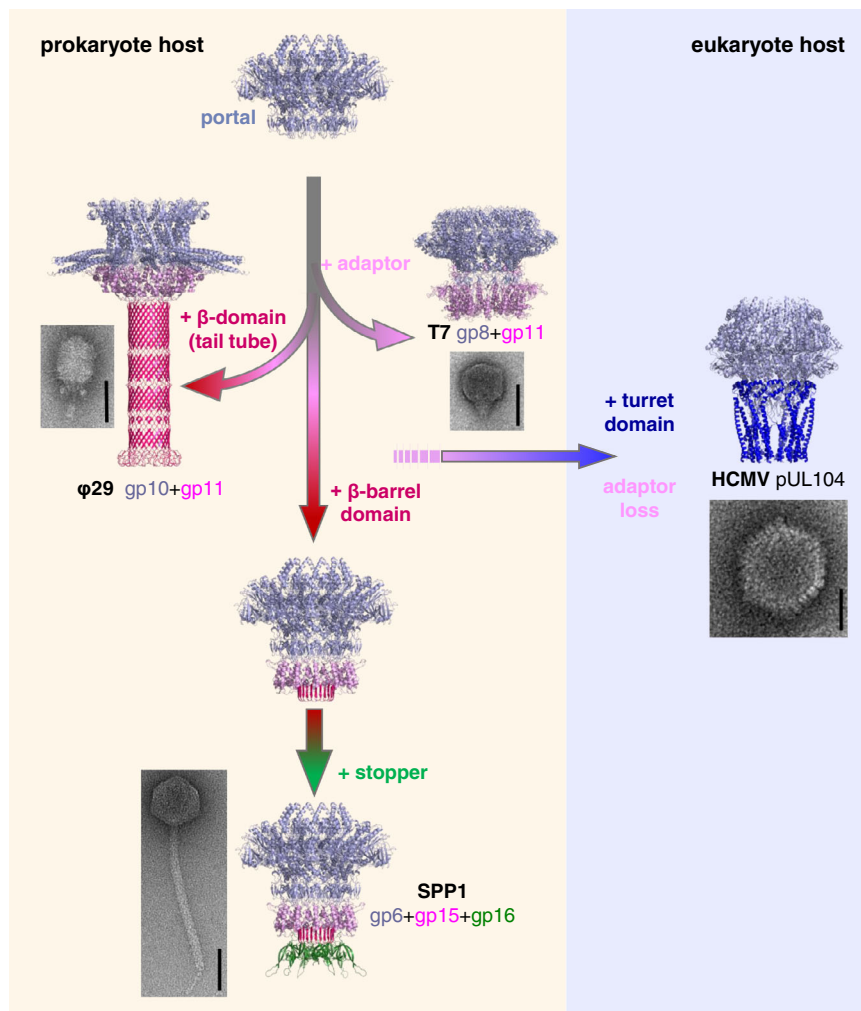 prokaryote host
eukaryote host
portal
+ adaptor
+ β-domain
(tail tube)
T7 gp8+gp11
φ29 gp10+gp11
+ turret
domain
adaptor
loss
HCMV pUL104
+ β-barrel
domain
+ stopper
SPP1
gp6+gp15+gp16